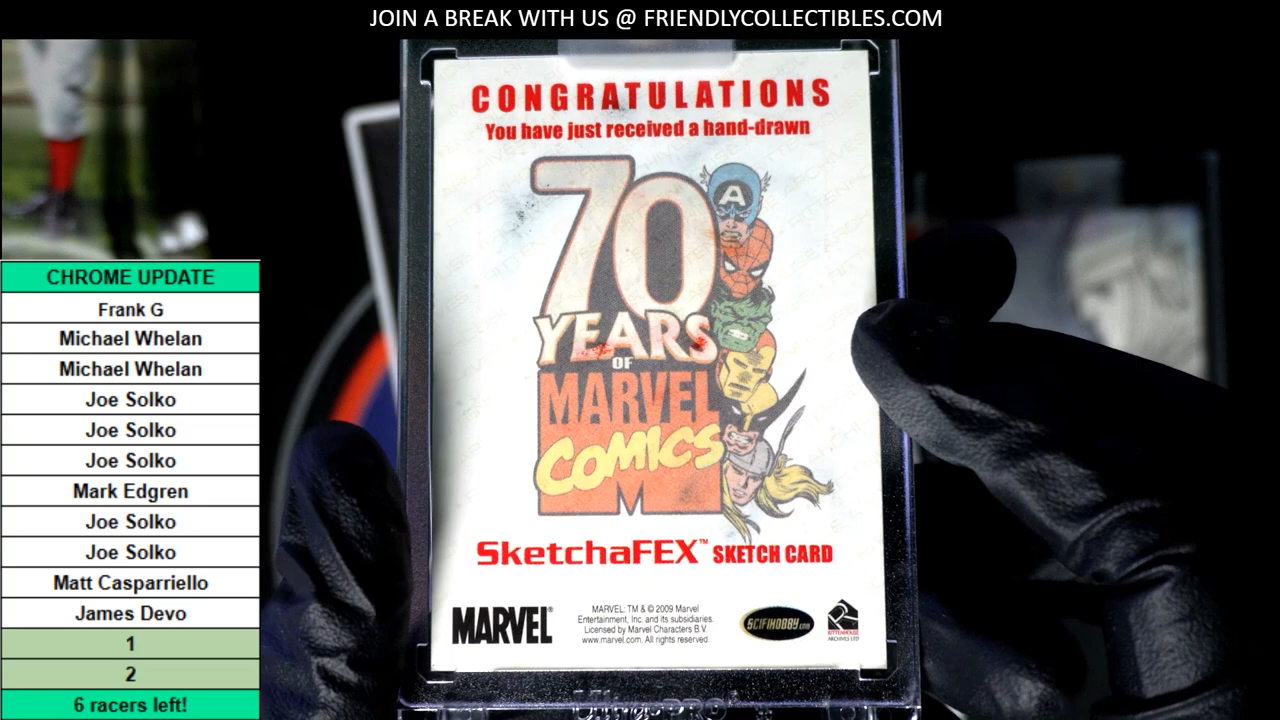 JOIN A BREAK WITH US @ FRIENDLYCOLLECTIBLES.COM
CHROME UPDATE
Frank G
Michael Whelan
Michael Whelan
Joe Solko
Joe Solko
Joe Solko
Mark Edgren
Joe Solko
Joe Solko
Matt Casparriello
James Devo
1
2
6 racers left!
CONGRATULATIONS
You have just received a hand-drawn
70
YEARS
OF
MARVEL
COMICS
M
A
SketchaFEX™ SKETCH CARD
MARVEL®
MARVEL: TM & © 2009 Marvel
Entertainment, Inc. and its subsidiaries.
Licensed by Marvel Characters B.V.
www.marvel.com. All rights reserved.
SCIFIHOBBY.com
RITTENHOUSE
ARCHIVES LTD